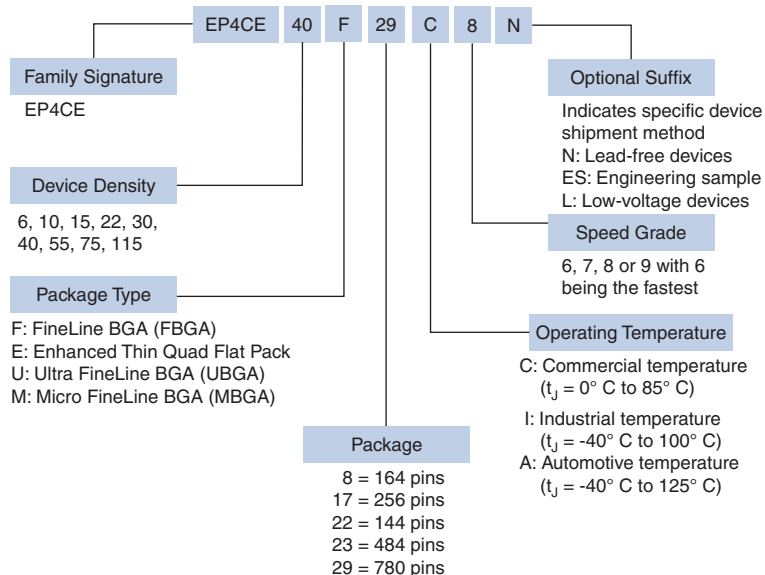 EP4CE 40 F 29 C 8 N
Family Signature
EP4CE
Device Density
6, 10, 15, 22, 30,
40, 55, 75, 115
Package Type
F: FineLine BGA (FBGA)
E: Enhanced Thin Quad Flat Pack
U: Ultra FineLine BGA (UBGA)
M: Micro FineLine BGA (MBGA)
Package
8 = 164 pins
17 = 256 pins
22 = 144 pins
23 = 484 pins
29 = 780 pins
Optional Suffix
Indicates specific device
shipment method
N: Lead-free devices
ES: Engineering sample
L: Low-voltage devices
Speed Grade
6, 7, 8 or 9 with 6
being the fastest
Operating Temperature
C: Commercial temperature
(tJ = 0° C to 85° C)
I: Industrial temperature
(tJ = -40° C to 100° C)
A: Automotive temperature
(tJ = -40° C to 125° C)